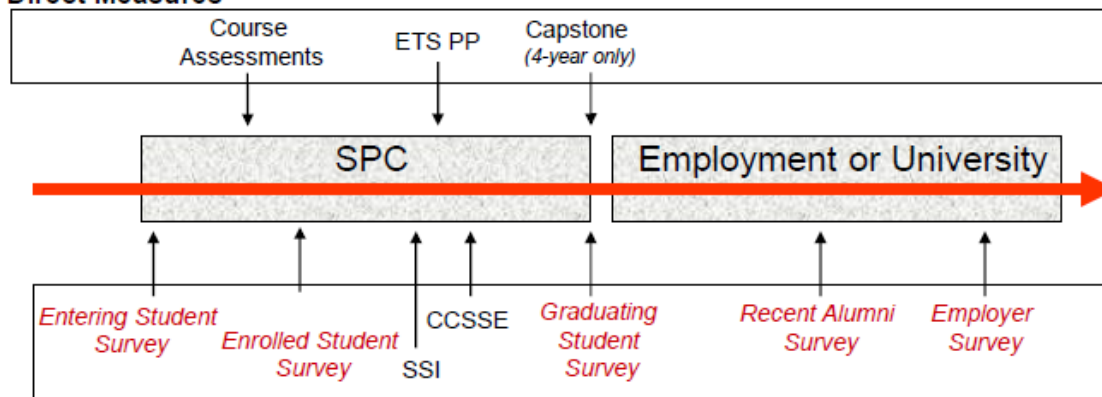 Direct Measures
Course
Assessments
ETS PP
Capstone
(4-year only)
SPC
Employment or University
Entering Student
Survey
Enrolled Student
Survey
SSI
CCSSE
Graduating
Student
Survey
Recent Alumni
Survey
Employer
Survey